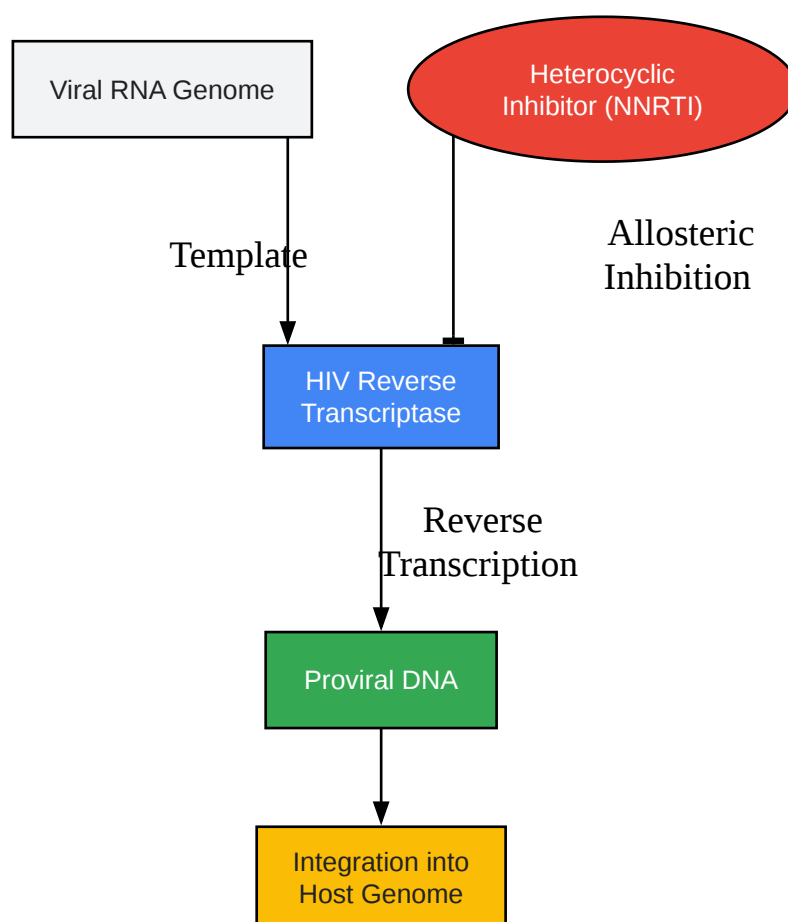 Viral RNA Genome
Heterocyclic
Inhibitor (NNRTI)
Template
Allosteric
Inhibition
HIV Reverse
Transcriptase
Reverse
Transcription
Proviral DNA
Integration into
Host Genome